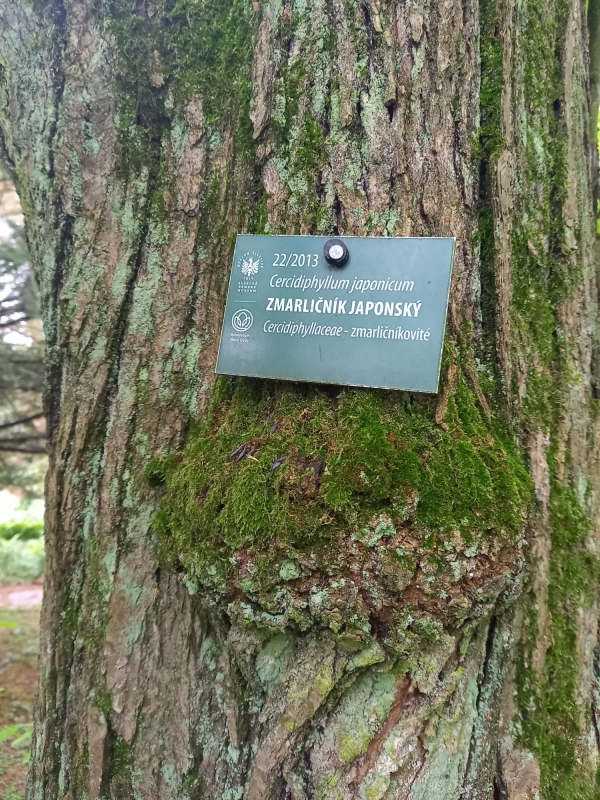 22/2013
Cercidiphyllum japonicum
ZMARLIČNÍK JAPONSKÝ
Cercidiphyllaceae - zmarličníkovité